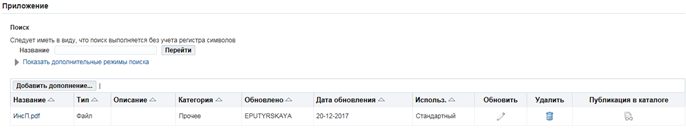 Приложение
Поиск
Следует иметь в виду, что поиск выполняется без учета регистра символов
Название Перейти
Показать дополнительные режимы поиска
Добавить дополнение... |
Название Тип Описание Категория Обновлено Дата обновления Использ. Обновить Удалить Публикация в каталоге
ИнсП.pdf Файл Прочее EPUTYRSKAYA 20-12-2017 Стандартный